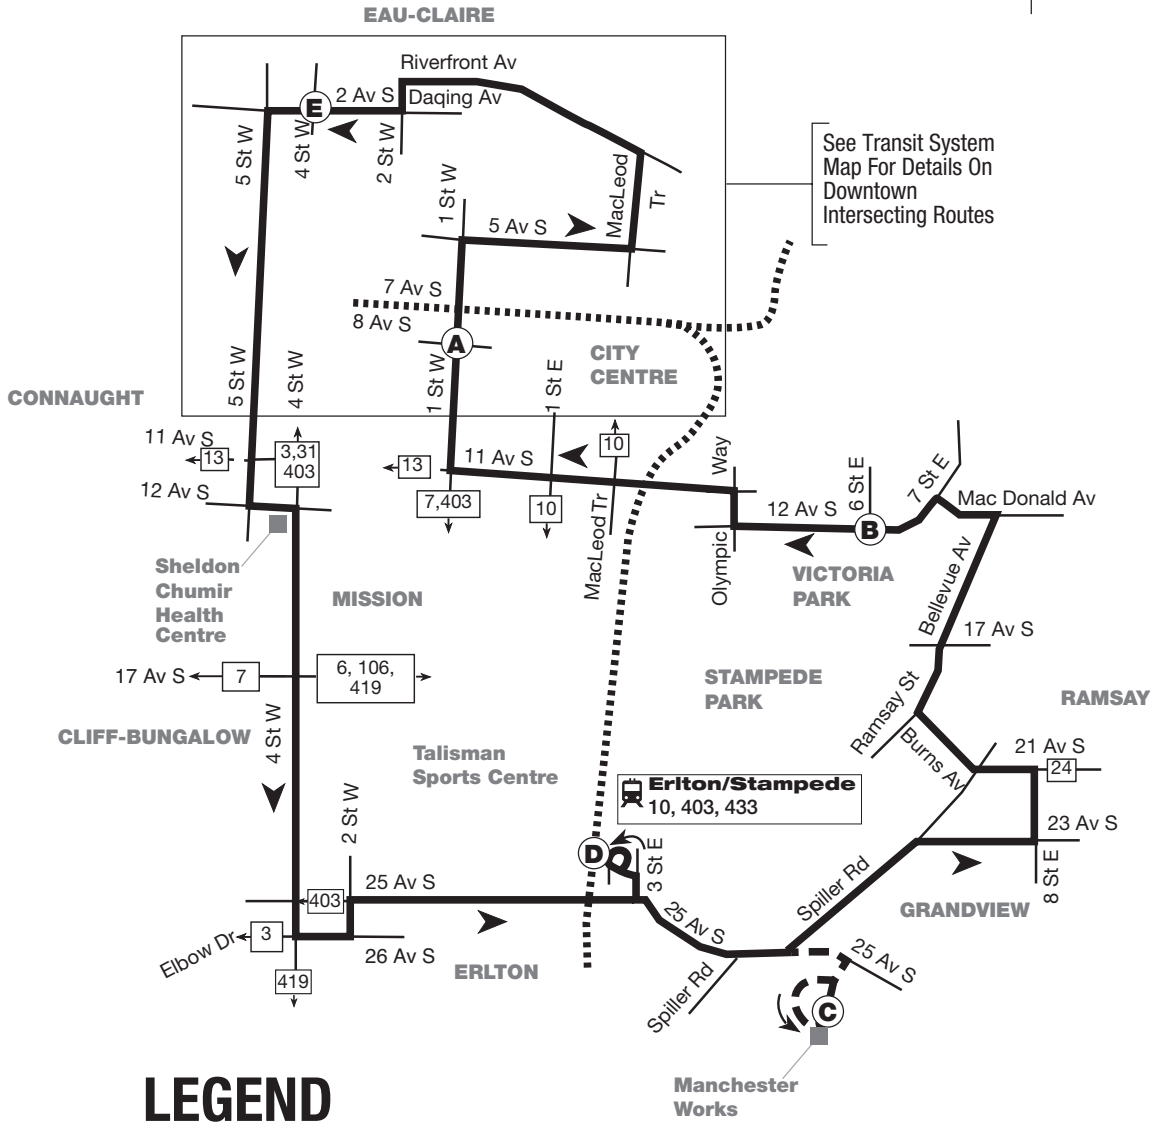 EAU-CLAIRE
Riverfront Av
2 Av S
Daqing Av
E
5 St W
4 St W
2 St W
1 St W
MacLeod
Tr
5 Av S
See Transit System
Map For Details On
Downtown
Intersecting Routes
7 Av S
8 Av S
A
CITY
CENTRE
5 St W
4 St W
1 St W
1 St E
CONNAUGHT
11 Av S
13
3,31
403
13
11 Av S
10
Way
6 St E
7 St E
12 Av S
7,403
10
MacLeod Tr
Olympic
12 Av S
B
Mac Donald Av
Sheldon
Chumir
Health
Centre
MISSION
VICTORIA
PARK
Bellevue Av
17 Av S
17 Av S
7
6, 106,
419
STAMPEDE
PARK
Ramsay St
RAMSAY
CLIFF-BUNGALOW
4 St W
Talisman
Sports Centre
Burns Av
21 Av S
24
Erlton/Stampede
10, 403, 433
2 St W
23 Av S
D
3 St E
8 St E
25 Av S
403
Spiller Rd
GRANDVIEW
25 Av S
3
Elbow Dr
26 Av S
25 Av S
ERLTON
419
Spiller Rd
C
Manchester
Works
LEGEND